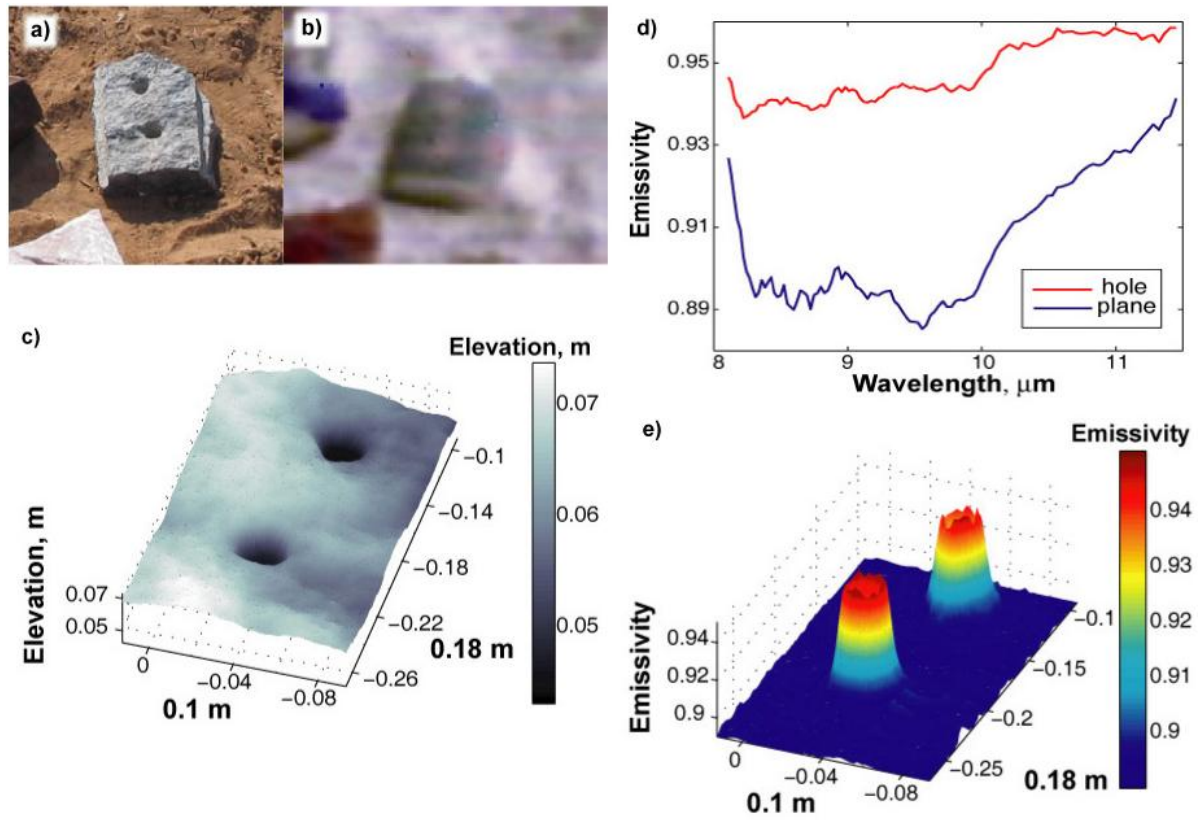 a)
b)
d)
0.95
0.93
0.91
0.89
Emissivity
hole
plane
8
9
10
11
Wavelength, μm
c)
Elevation, m
0.07
0.06
0.05
−0.1
−0.14
−0.18
−0.22
−0.26
0.18 m
Elevation, m
0.07
0.05
0
−0.04
−0.08
0.1 m
e)
Emissivity
0.94
0.93
0.92
0.91
0.9
Emissivity
0.94
0.92
0.9
−0.1
−0.15
−0.2
−0.25
0.18 m
0
−0.04
−0.08
0.1 m